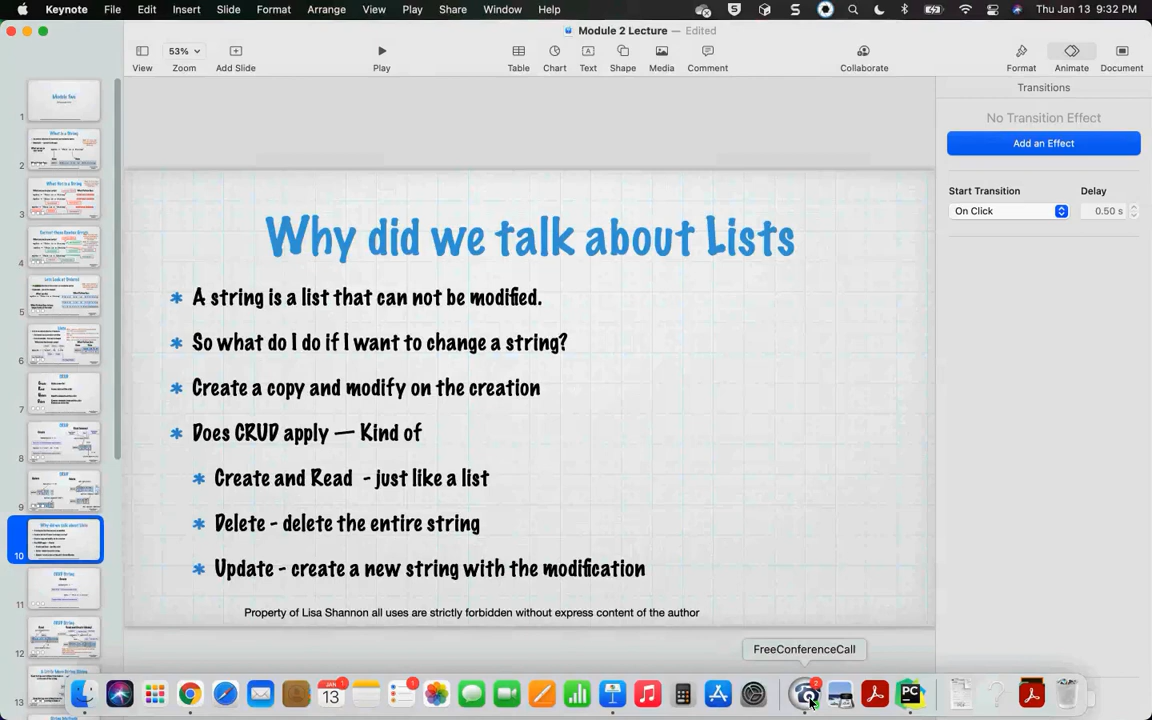 Keynote File Edit Insert Slide Format Arrange View Play Share Window Help Thu Jan 13 9:32 PM
Module 2 Lecture — Edited
53%
View Zoom Add Slide Play Table Chart Text Shape Media Comment Collaborate Format Animate Document
Transitions
No Transition Effect
Add an Effect
Start Transition Delay
On Click 0.50 s
1
2
3
4
5
6
7
8
9
10
11
12
13
Why did we talk about Lists
* A string is a list that can not be modified.
* So what do I do if I want to change a string?
* Create a copy and modify on the creation
* Does CRUD apply — Kind of
* Create and Read - just like a list
* Delete - delete the entire string
* Update - create a new string with the modification
Property of Lisa Shannon all uses are strictly forbidden without express content of the author
FreeConferenceCall
JAN
13
1
1
2
PC